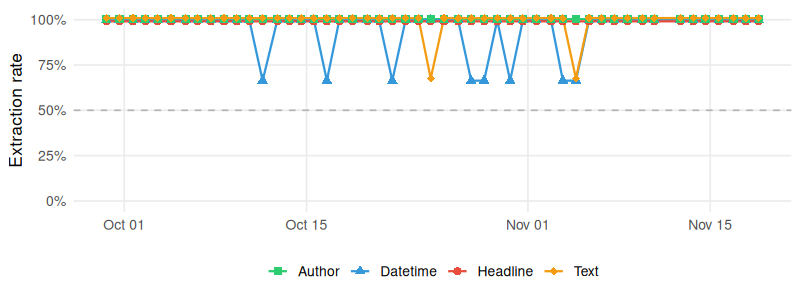 Extraction rate
100%
75%
50%
25%
0%
Oct 01 Oct 15 Nov 01 Nov 15
Author Datetime Headline Text